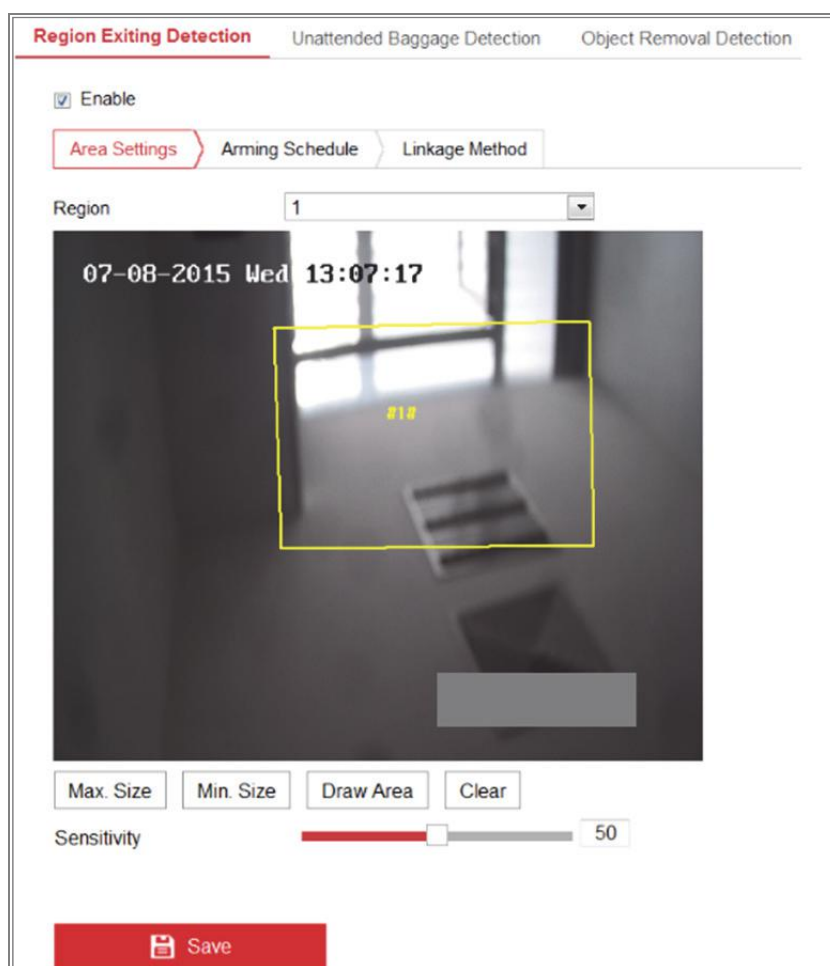 Region Exiting Detection Unattended Baggage Detection Object Removal Detection
Enable
Area Settings Arming Schedule Linkage Method
Region 1
07-08-2015 Wed 13:07:17
#1#
Max. Size Min. Size Draw Area Clear
Sensitivity 50
Save